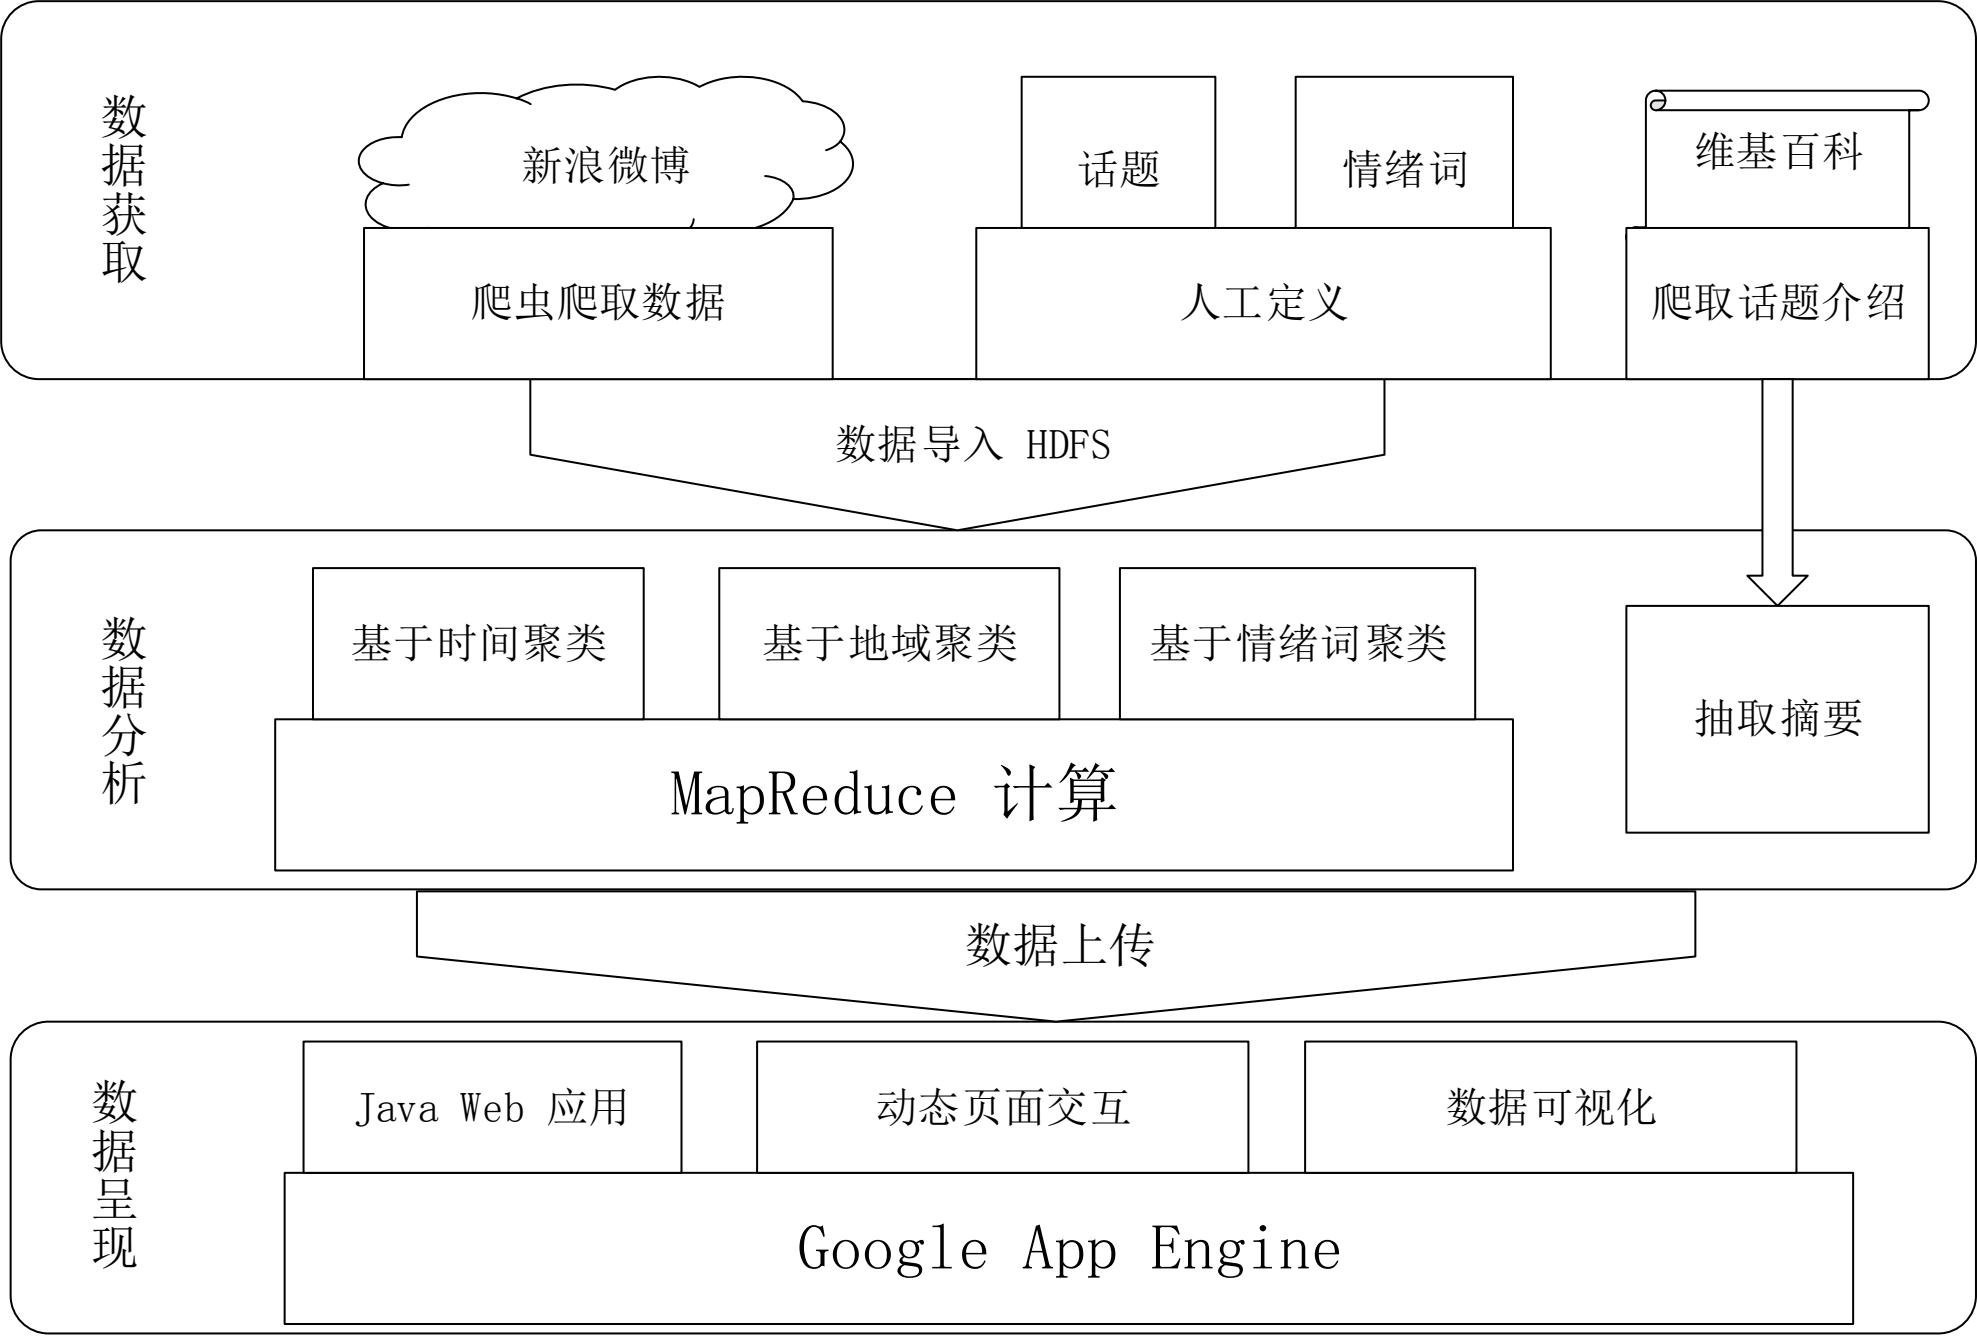 数据获取
新浪微博
话题
情绪词
维基百科
爬虫爬取数据
人工定义
爬取话题介绍
数据导入 HDFS
数据分析
基于时间聚类
基于地域聚类
基于情绪词聚类
抽取摘要
MapReduce 计算
数据上传
数据呈现
Java Web 应用
动态页面交互
数据可视化
Google App Engine